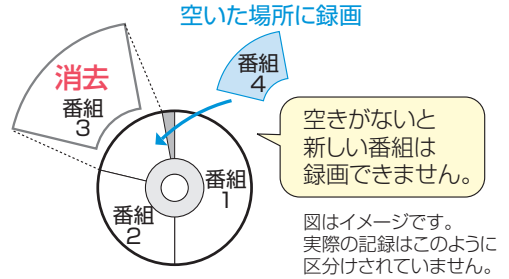 空いた場所に録画
消去
番組
3
番組
4
番組
1
番組
2
空きがないと
新しい番組は
録画できません。
図はイメージです。
実際の記録はこのように
区分けされていません。